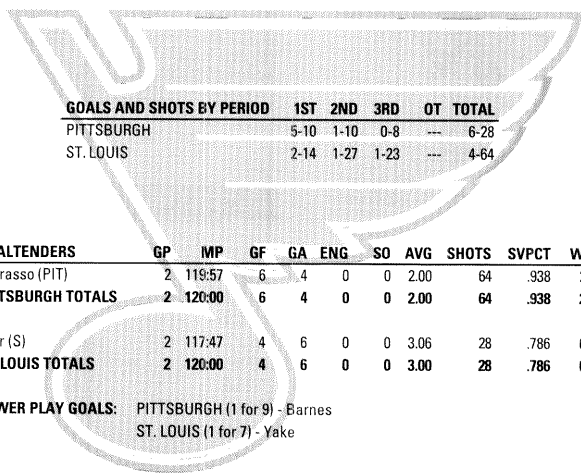 GOALS AND SHOTS BY PERIOD 1ST 2ND 3RD OT TOTAL
PITTSBURGH 5-10 1-10 0-8 --- 6-28
ST. LOUIS 2-14 1-27 1-23 --- 4-64
ALTENDERS GP MP GF GA ENG SO AVG SHOTS SVPCT W
rasso (PIT) 2 119:57 6 4 0 0 2.00 64 .938
TSBURGH TOTALS 2 120:00 6 4 0 0 2.00 64 .938
r (S) 2 117:47 4 6 0 0 3.06 28 .786
LOUIS TOTALS 2 120:00 4 6 0 0 3.00 28 .786
WER PLAY GOALS: PITTSBURGH (1 for 9) - Barnes
ST. LOUIS (1 for 7) - Yake